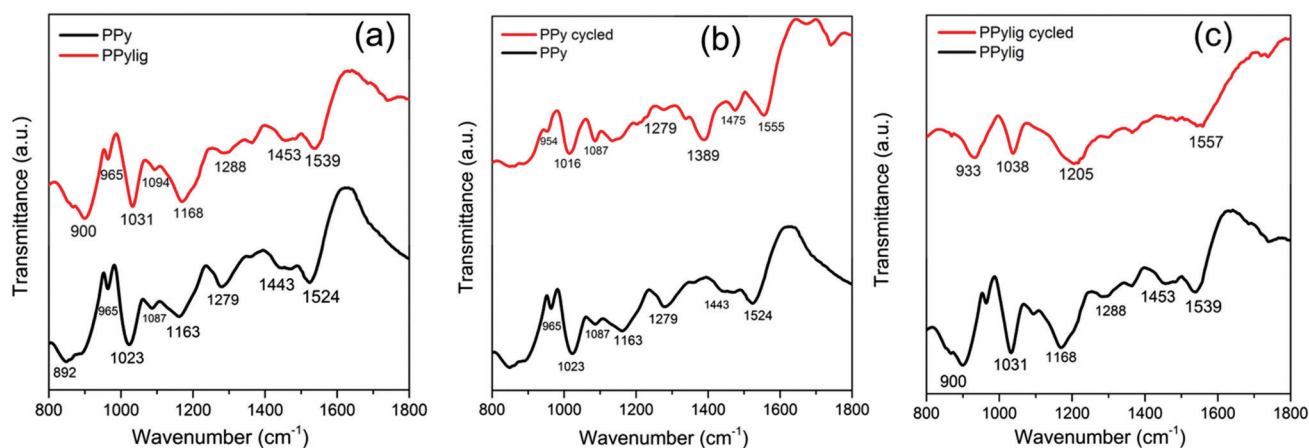 (a)
PPy
PPylig
Transmittance (a.u.)
965
1094
1288
1453
1539
900
1031
1168
965
1087
1279
1443
1524
892
1023
1163
800 1000 1200 1400 1600 1800
Wavenumber (cm⁻¹)
(b)
PPy cycled
PPy
Transmittance (a.u.)
954
1016
1087
1279
1389
1475
1555
965
1023
1087
1163
1279
1443
1524
800 1000 1200 1400 1600 1800
Wavenumber (cm⁻¹)
(c)
PPylig cycled
PPylig
Transmittance (a.u.)
933
1038
1205
1557
900
1031
1168
1288
1453
1539
800 1000 1200 1400 1600 1800
Wavenumber (cm⁻¹)